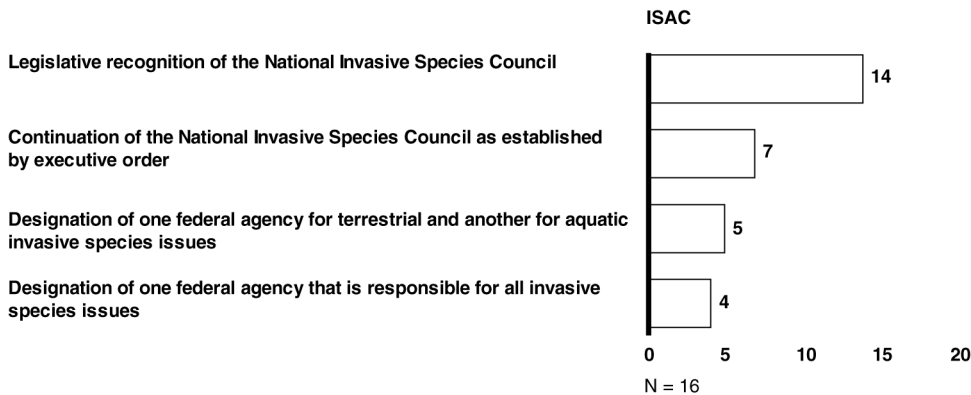 ISAC
Legislative recognition of the National Invasive Species Council
14
Continuation of the National Invasive Species Council as established
by executive order
7
Designation of one federal agency for terrestrial and another for aquatic
invasive species issues
5
Designation of one federal agency that is responsible for all invasive
species issues
4
0 5 10 15 20
N = 16